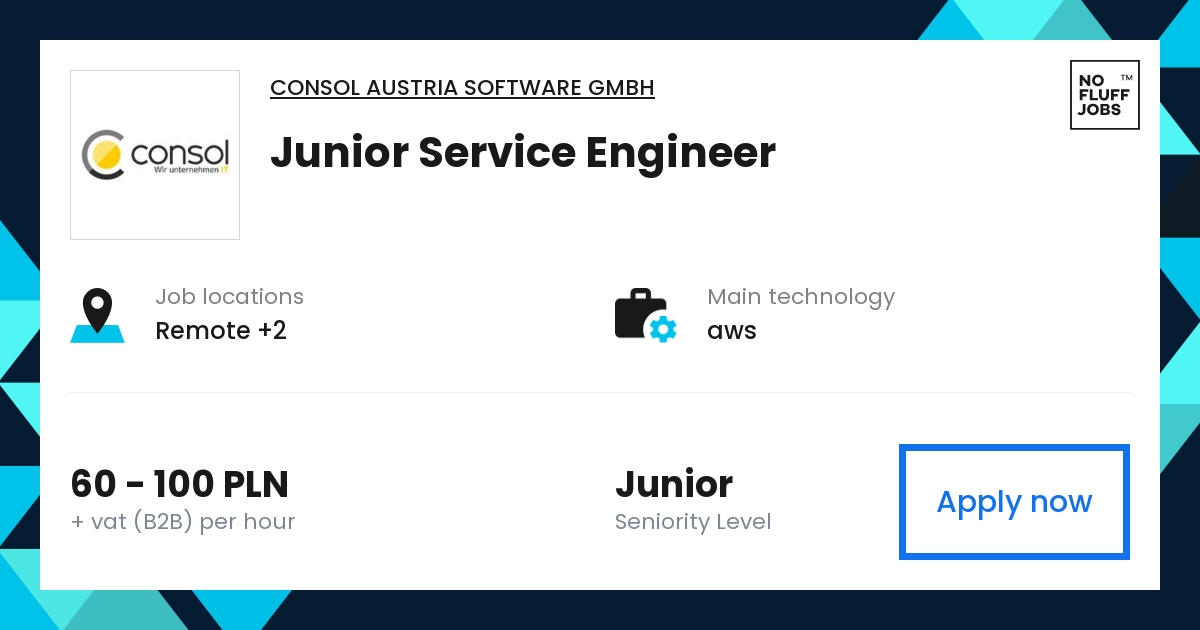 CONSOL AUSTRIA SOFTWARE GMBH
NO
FLUFF
JOBS
TM
Junior Service Engineer
consol
Wir unternehmen IT
Job locations
Remote +2
Main technology
aws
60 - 100 PLN
+ vat (B2B) per hour
Junior
Seniority Level
Apply now